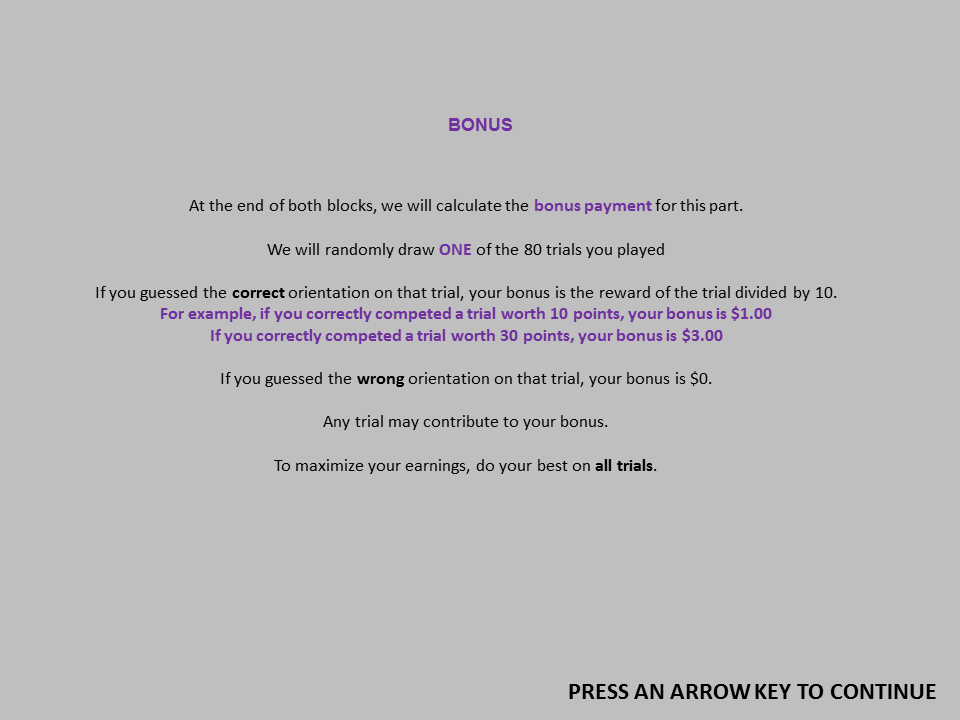 BONUS
At the end of both blocks, we will calculate the bonus payment for this part.
We will randomly draw ONE of the 80 trials you played
If you guessed the correct orientation on that trial, your bonus is the reward of the trial divided by 10.
For example, if you correctly competed a trial worth 10 points, your bonus is $1.00
If you correctly competed a trial worth 30 points, your bonus is $3.00
If you guessed the wrong orientation on that trial, your bonus is $0.
Any trial may contribute to your bonus.
To maximize your earnings, do your best on all trials.
PRESS AN ARROW KEY TO CONTINUE